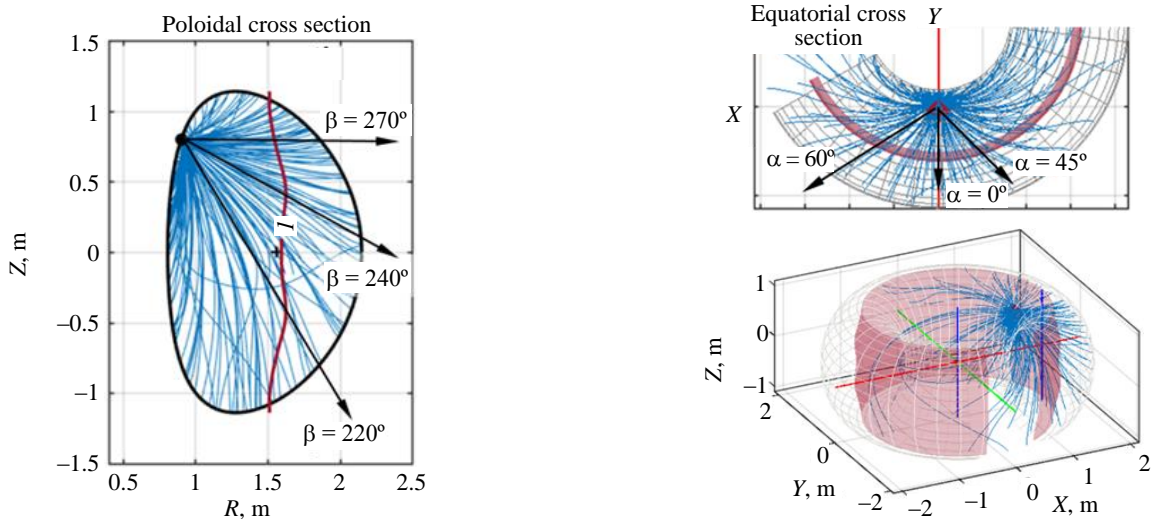 Poloidal cross section
1.5
1
0.5
0
–0.5
–1
–1.5
Z, m
β = 270º
1
β = 240º
β = 220º
0.5
1
1.5
2
2.5
R, m
Equatorial cross
section
Y
X
α = 60º
α = 0º
α = 45º
1
0
–1
Z, m
2
0
–2
Y, m
–2
–1
0
1
2
X, m